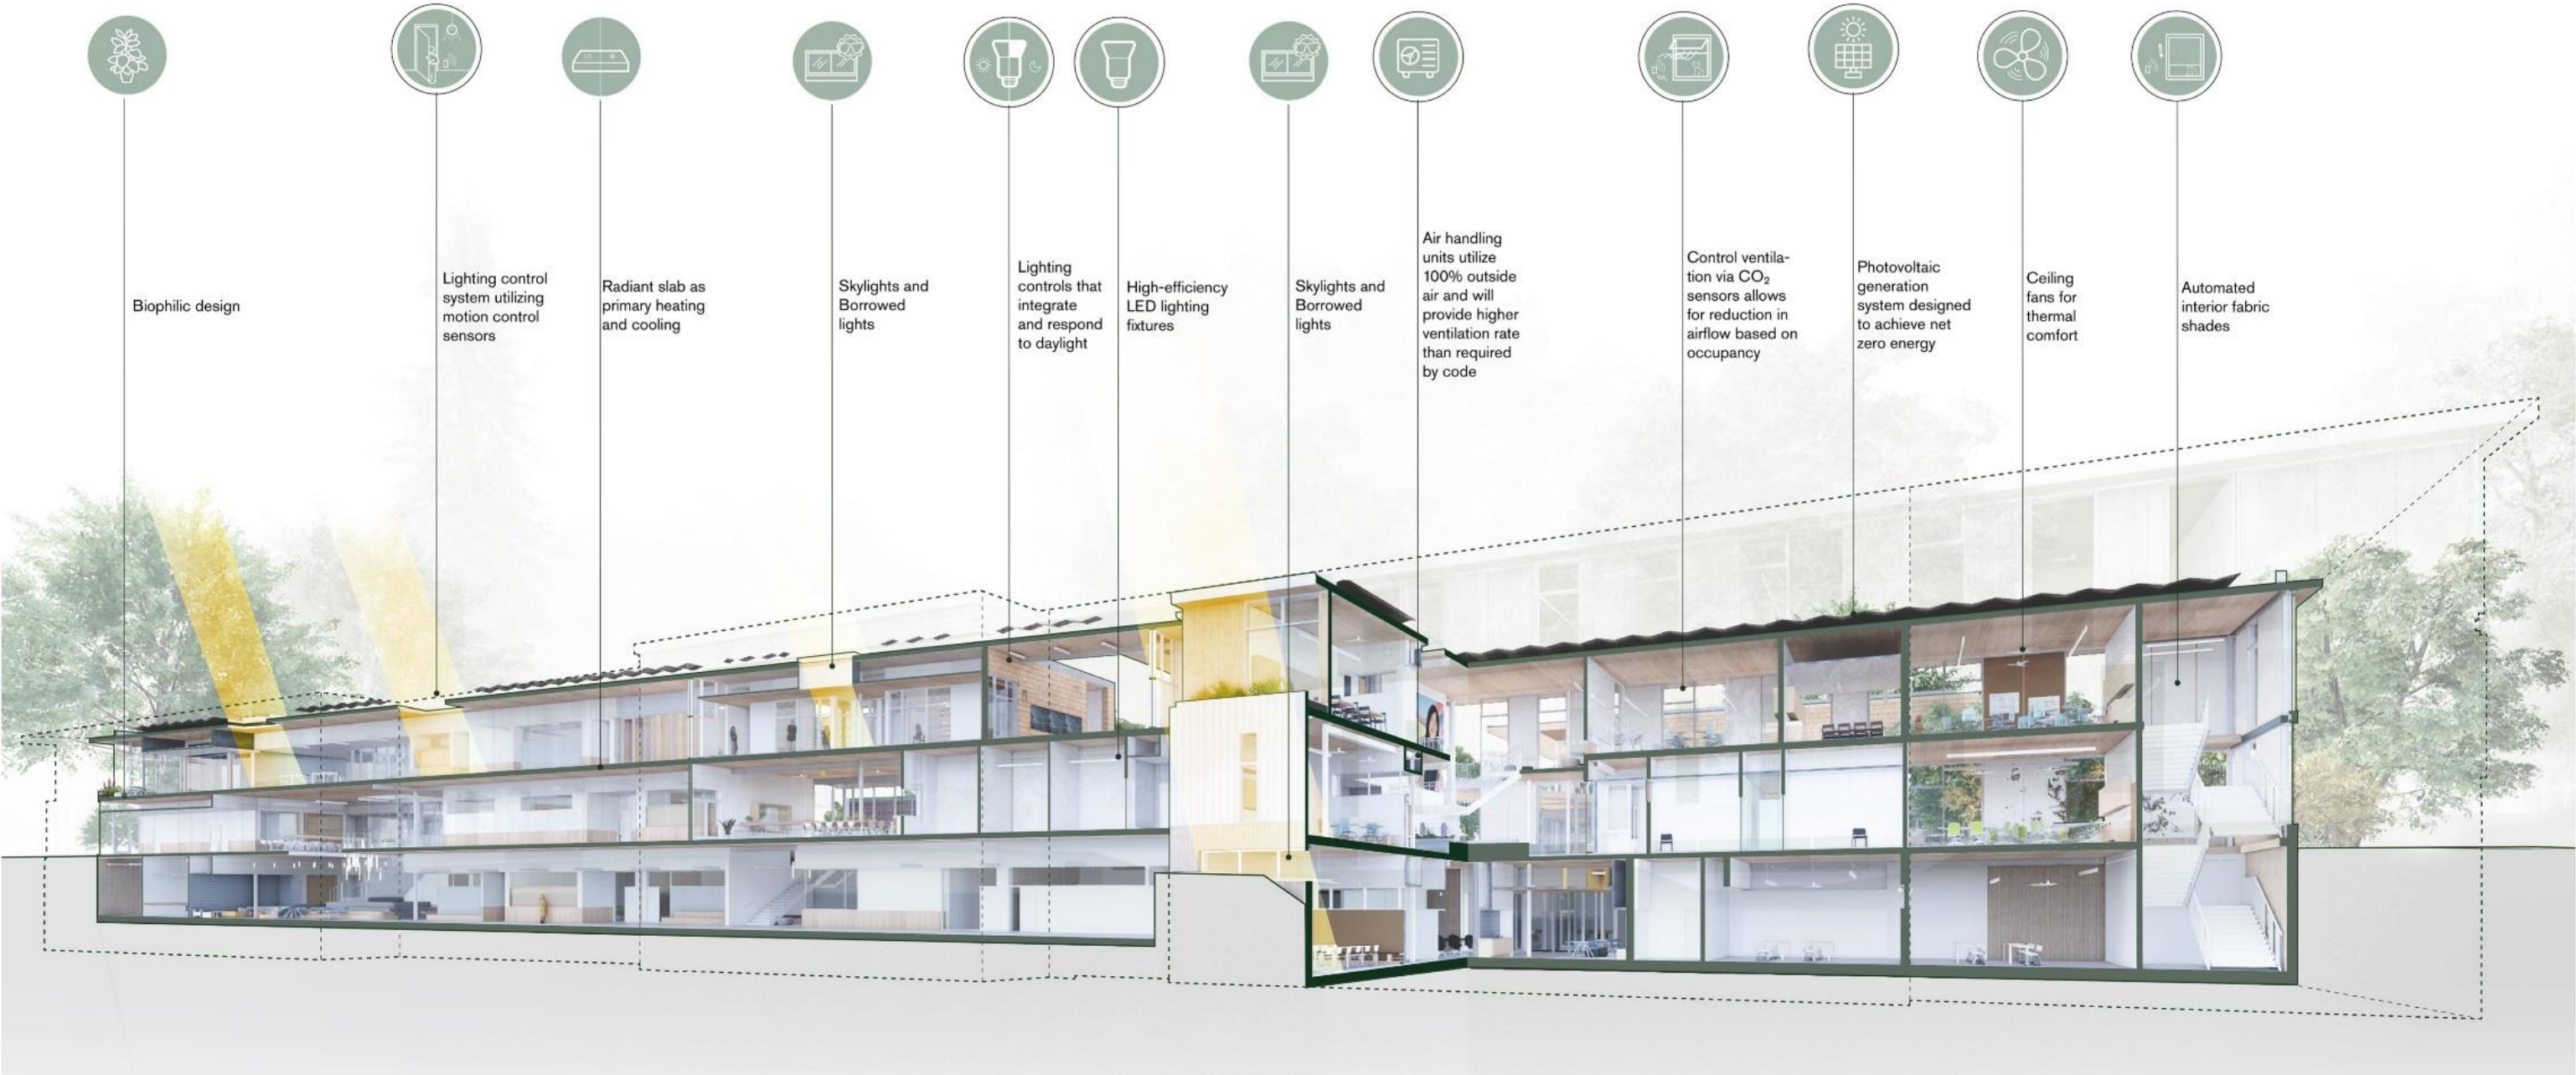 Biophilic design
Lighting control
system utilizing
motion control
sensors
Radiant slab as
primary heating
and cooling
Skylights and
Borrowed
lights
Lighting
controls that
integrate
and respond
to daylight
High-efficiency
LED lighting
fixtures
Skylights and
Borrowed
lights
Air handling
units utilize
100% outside
air and will
provide higher
ventilation rate
than required
by code
Control ventila-
tion via CO₂
sensors allows
for reduction in
airflow based on
occupancy
Photovoltaic
generation
system designed
to achieve net
zero energy
Ceiling
fans for
thermal
comfort
Automated
interior fabric
shades